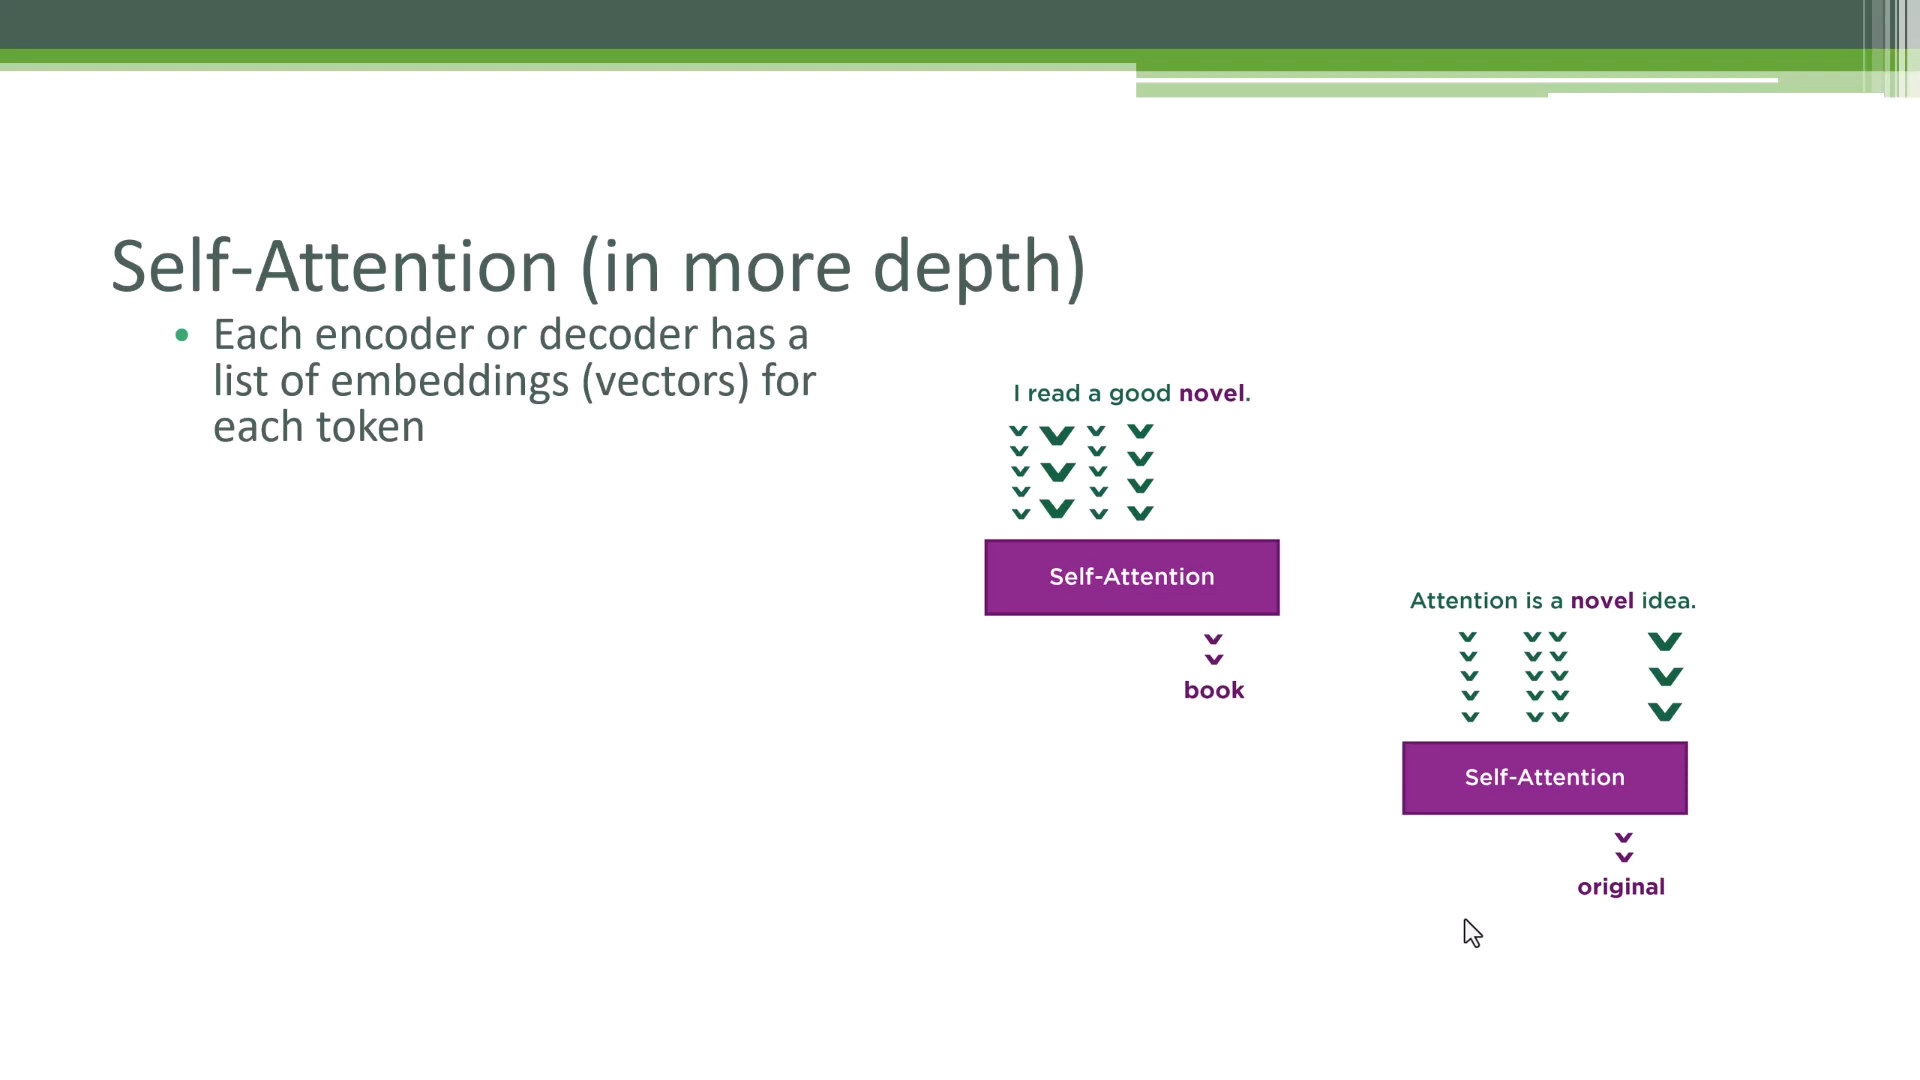 Self-Attention (in more depth)
• Each encoder or decoder has a
list of embeddings (vectors) for
each token
I read a good novel.
Self-Attention
book
Attention is a novel idea.
Self-Attention
original